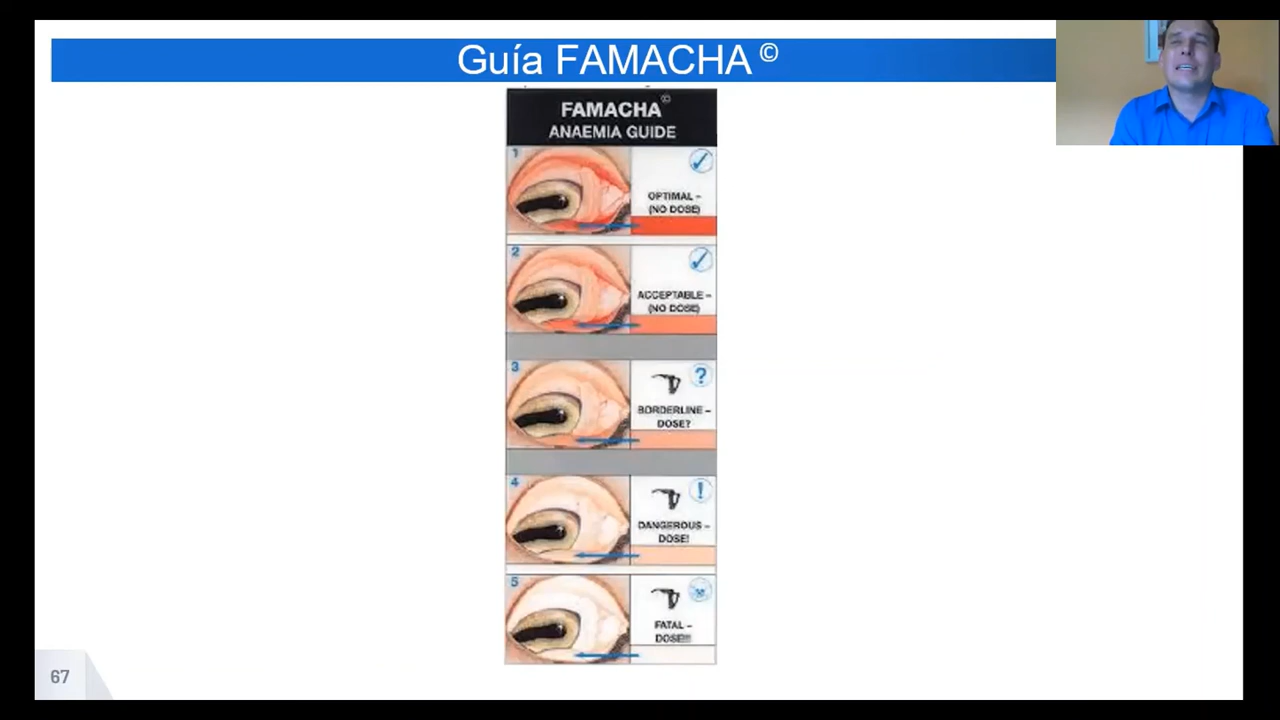 Guía FAMACHA ©
FAMACHA©
ANAEMIA GUIDE
1
OPTIMAL –
(NO DOSE)
2
ACCEPTABLE –
(NO DOSE)
3
?
BORDERLINE –
DOSE?
4
!
DANGEROUS –
DOSE!
5
FATAL –
DOSE!!!
67